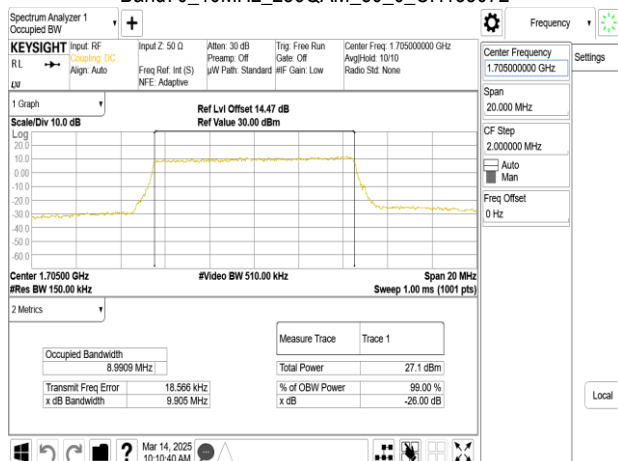 Spectrum Analyzer 1
Occupied BW
Frequency
KEYSIGHT
RL
LXI
Input: RF
Coupling: DC
Align: Auto
Input Z: 50 Ω
Freq Ref: Int (S)
NFE: Adaptive
Atten: 30 dB
Preamp: Off
µW Path: Standard
Trig: Free Run
Gate: Off
#IF Gain: Low
Center Freq: 1.705000000 GHz
Avg|Hold: 10/10
Radio Std: None
Center Frequency
1.705000000 GHz
Settings
Span
20.000 MHz
CF Step
2.000000 MHz
Auto
Man
Freq Offset
0 Hz
Local
1 Graph
Scale/Div 10.0 dB
Ref Lvl Offset 14.47 dB
Ref Value 30.00 dBm
Log
20.0
10.0
0.00
-10.0
-20.0
-30.0
-40.0
-50.0
-60.0
Center 1.70500 GHz
#Video BW 510.00 kHz
Span 20 MHz
#Res BW 150.00 kHz
Sweep 1.00 ms (1001 pts)
2 Metrics
Measure Trace Trace 1
Occupied Bandwidth
8.9909 MHz
Total Power 27.1 dBm
Transmit Freq Error 18.566 kHz
% of OBW Power 99.00 %
x dB Bandwidth 9.905 MHz
x dB -26.00 dB
Mar 14, 2025
10:10:40 AM